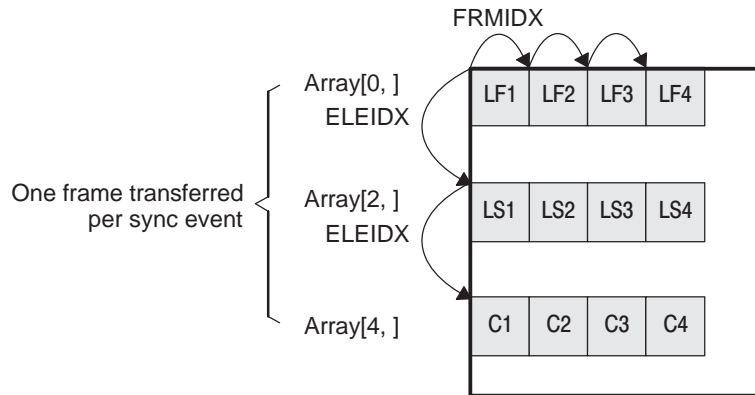 FRMIDX
Array[0, ]
LF1 LF2 LF3 LF4
ELEIDX
One frame transferred
per sync event
Array[2, ]
LS1 LS2 LS3 LS4
ELEIDX
Array[4, ]
C1 C2 C3 C4